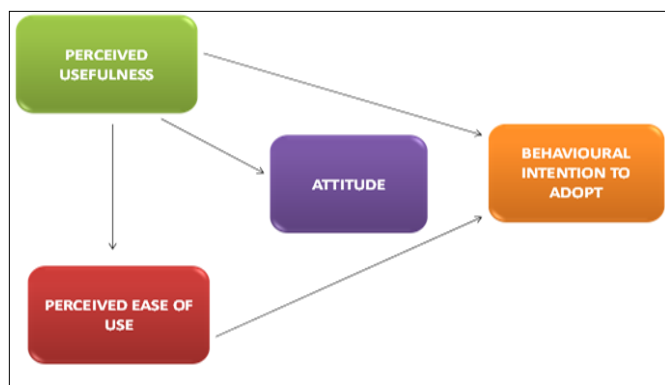 PERCEIVED
USEFULNESS
ATTITUDE
BEHAVIOURAL
INTENTION TO
ADOPT
PERCEIVED EASE OF
USE